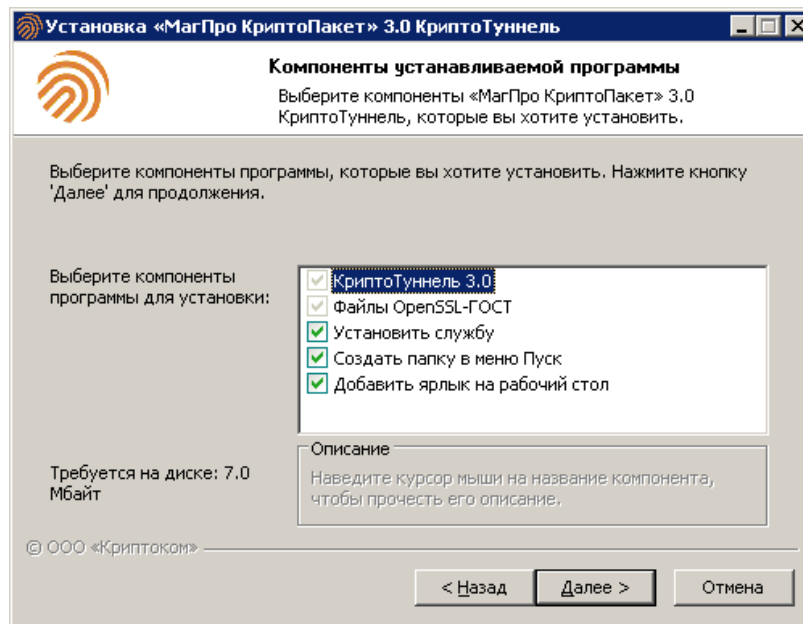 Установка «МагПро КриптоПакет» 3.0 КриптоТуннель
Компоненты устанавливаемой программы
Выберите компоненты «МагПро КриптоПакет» 3.0
КриптоТуннель, которые вы хотите установить.
Выберите компоненты программы, которые вы хотите установить. Нажмите кнопку
'Далее' для продолжения.
Выберите компоненты
программы для установки:
КриптоТуннель 3.0
Файлы OpenSSL-ГОСТ
Установить службу
Создать папку в меню Пуск
Добавить ярлык на рабочий стол
Требуется на диске: 7.0
Мбайт
Описание
Наведите курсор мыши на название компонента,
чтобы прочесть его описание.
© ООО «Криптоком»
< Назад
Далее >
Отмена